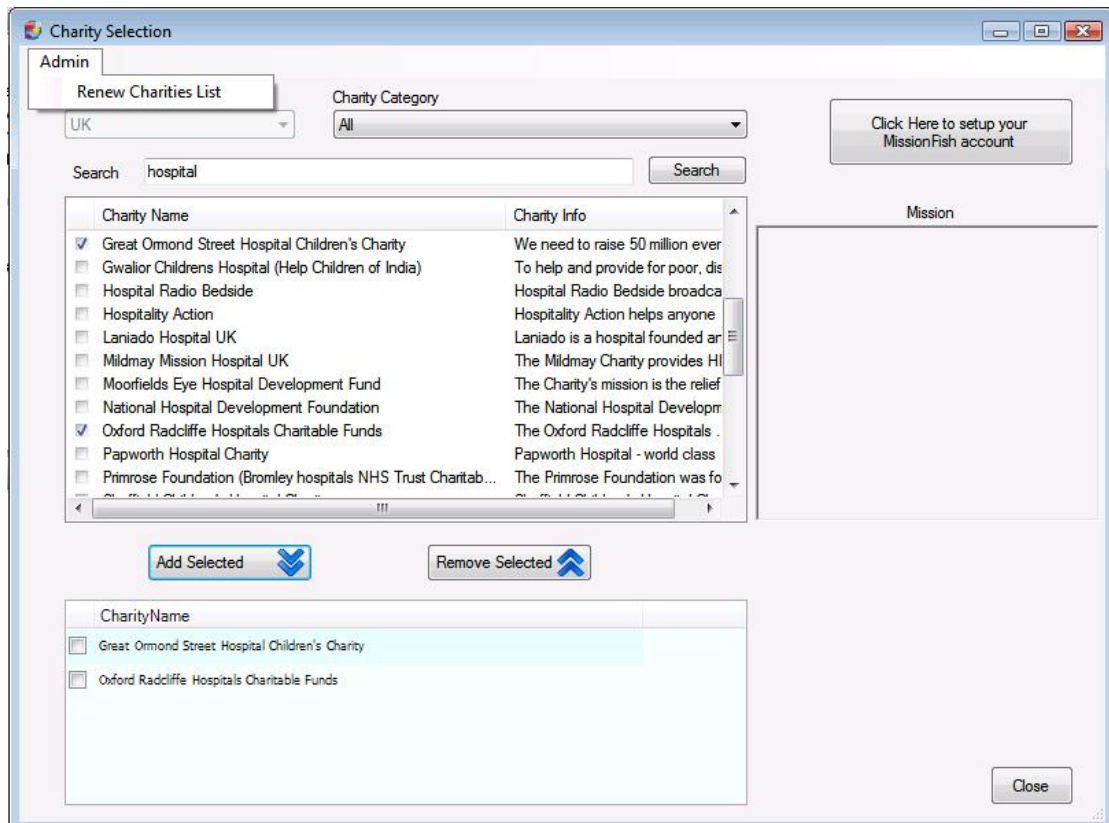 Charity Selection
Admin
Renew Charities List
Charity Category
UK
All
Click Here to setup your
MissionFish account
Search hospital Search
Charity Name Charity Info
Mission
Great Ormond Street Hospital Children's Charity We need to raise 50 million ever
Gwalior Childrens Hospital (Help Children of India) To help and provide for poor, dis
Hospital Radio Bedside Hospital Radio Bedside broadca
Hospitality Action Hospitality Action helps anyone
Laniado Hospital UK Laniado is a hospital founded an
Mildmay Mission Hospital UK The Mildmay Charity provides HI
Moorfields Eye Hospital Development Fund The Charity's mission is the relief
National Hospital Development Foundation The National Hospital Developm
Oxford Radcliffe Hospitals Charitable Funds The Oxford Radcliffe Hospitals .
Papworth Hospital Charity Papworth Hospital - world class
Primrose Foundation (Bromley hospitals NHS Trust Charitab... The Primrose Foundation was fo
Add Selected Remove Selected
CharityName
Great Ormond Street Hospital Children's Charity
Oxford Radcliffe Hospitals Charitable Funds
Close